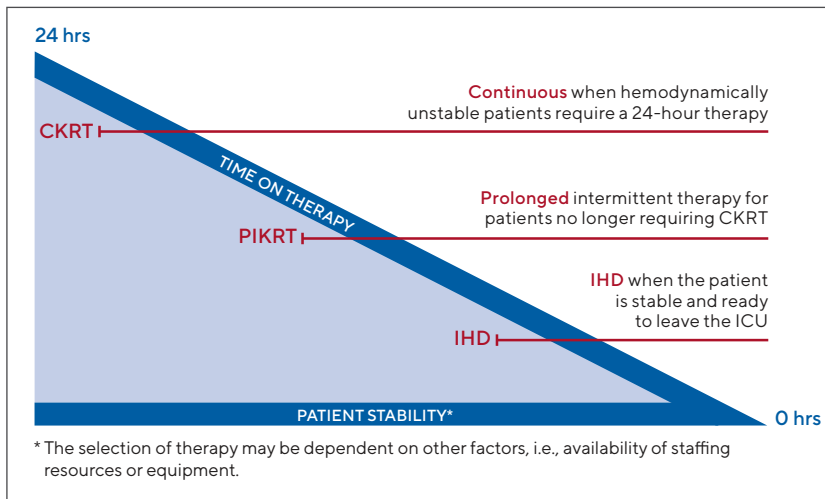 24 hrs
Continuous when hemodynamically
unstable patients require a 24-hour therapy
CKRT
TIME ON THERAPY
Prolonged intermittent therapy for
patients no longer requiring CKRT
PIKRT
IHD when the patient
is stable and ready
to leave the ICU
IHD
PATIENT STABILITY*
0 hrs
* The selection of therapy may be dependent on other factors, i.e., availability of staffing
resources or equipment.